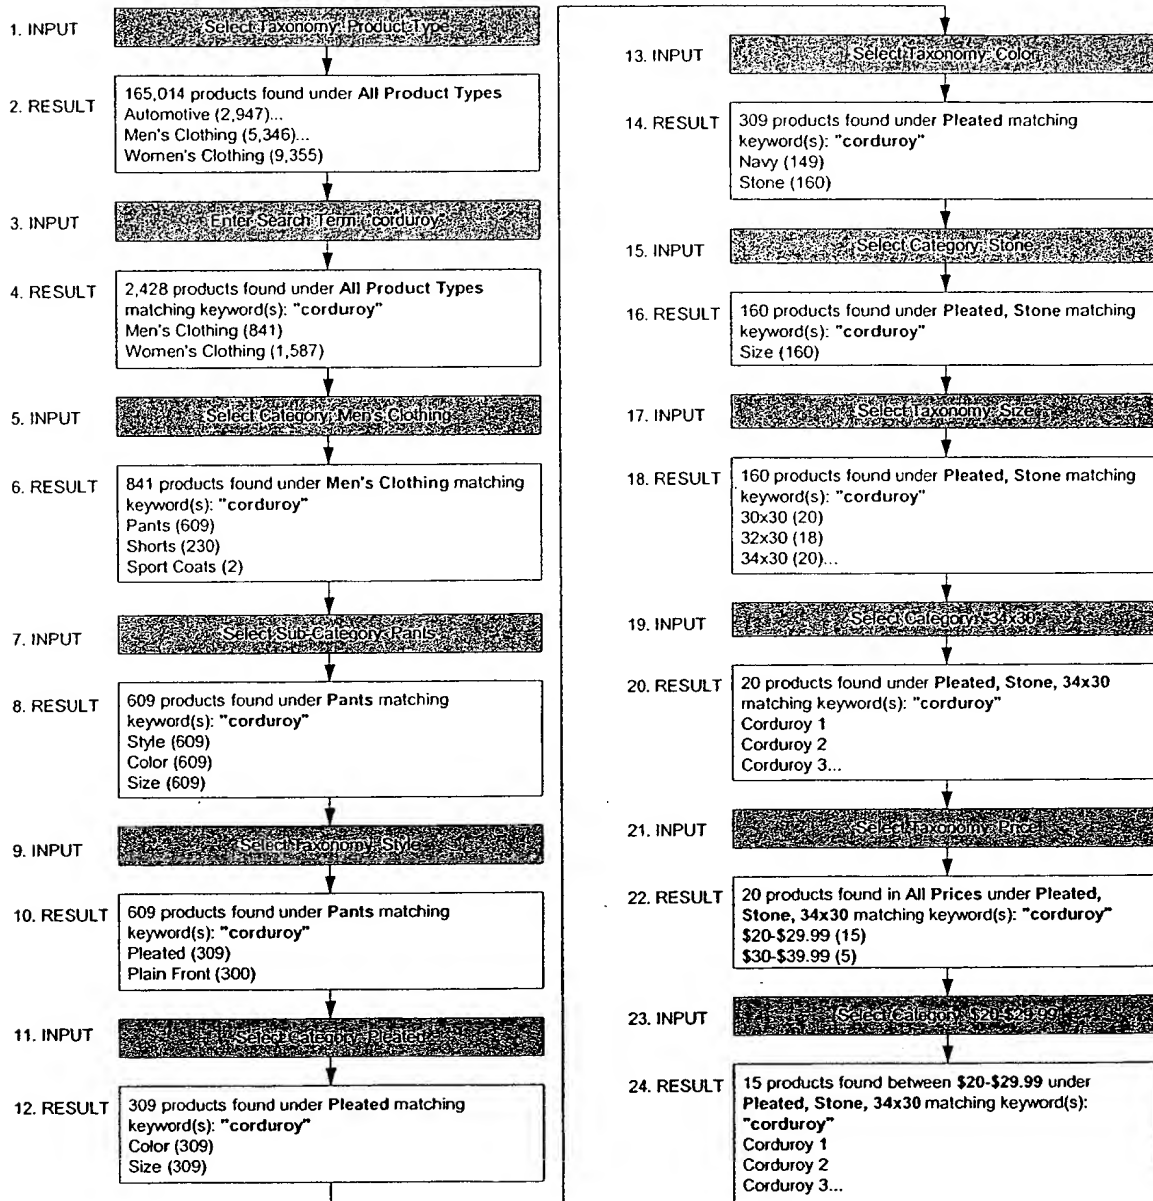 1. INPUT
Select Taxonomy: Product Type
2. RESULT
165,014 products found under All Product Types
Automotive (2,947)...
Men's Clothing (5,346)...
Women's Clothing (9,355)
3. INPUT
Enter Search Term: "corduroy"
4. RESULT
2,428 products found under All Product Types
matching keyword(s): "corduroy"
Men's Clothing (841)
Women's Clothing (1,587)
5. INPUT
Select Category: Men's Clothing
6. RESULT
841 products found under Men's Clothing matching
keyword(s): "corduroy"
Pants (609)
Shorts (230)
Sport Coats (2)
7. INPUT
Select Sub-Category: Pants
8. RESULT
609 products found under Pants matching
keyword(s): "corduroy"
Style (609)
Color (609)
Size (609)
9. INPUT
Select Taxonomy: Style
10. RESULT
609 products found under Pants matching
keyword(s): "corduroy"
Pleated (309)
Plain Front (300)
11. INPUT
Select Category: Pleated
12. RESULT
309 products found under Pleated matching
keyword(s): "corduroy"
Color (309)
Size (309)
13. INPUT
Select Taxonomy: Color
14. RESULT
309 products found under Pleated matching
keyword(s): "corduroy"
Navy (149)
Stone (160)
15. INPUT
Select Category: Stone
16. RESULT
160 products found under Pleated, Stone matching
keyword(s): "corduroy"
Size (160)
17. INPUT
Select Taxonomy: Size
18. RESULT
160 products found under Pleated, Stone matching
keyword(s): "corduroy"
30x30 (20)
32x30 (18)
34x30 (20)...
19. INPUT
Select Category: 34x30
20. RESULT
20 products found under Pleated, Stone, 34x30
matching keyword(s): "corduroy"
Corduroy 1
Corduroy 2
Corduroy 3...
21. INPUT
Select Taxonomy: Price
22. RESULT
20 products found in All Prices under Pleated,
Stone, 34x30 matching keyword(s): "corduroy"
$20-$29.99 (15)
$30-$39.99 (5)
23. INPUT
Select Category: $20-$29.99
24. RESULT
15 products found between $20-$29.99 under
Pleated, Stone, 34x30 matching keyword(s):
"corduroy"
Corduroy 1
Corduroy 2
Corduroy 3...